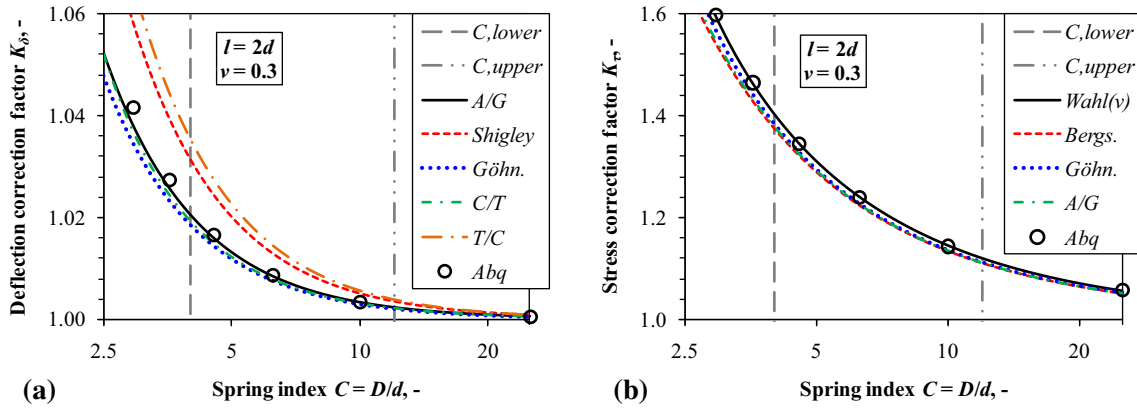 Deflection correction factor Kδ, -
1.06
1.04
1.02
1.00
2.5
5
10
20
l = 2d
ν = 0.3
C,lower
C,upper
A/G
Shigley
Göhn.
C/T
T/C
Abq
(a)
Spring index C = D/d, -
Stress correction factor Kτ, -
1.6
1.4
1.2
1.0
2.5
5
10
20
l = 2d
ν = 0.3
C,lower
C,upper
Wahl(ν)
Bergs.
Göhn.
A/G
Abq
(b)
Spring index C = D/d, -